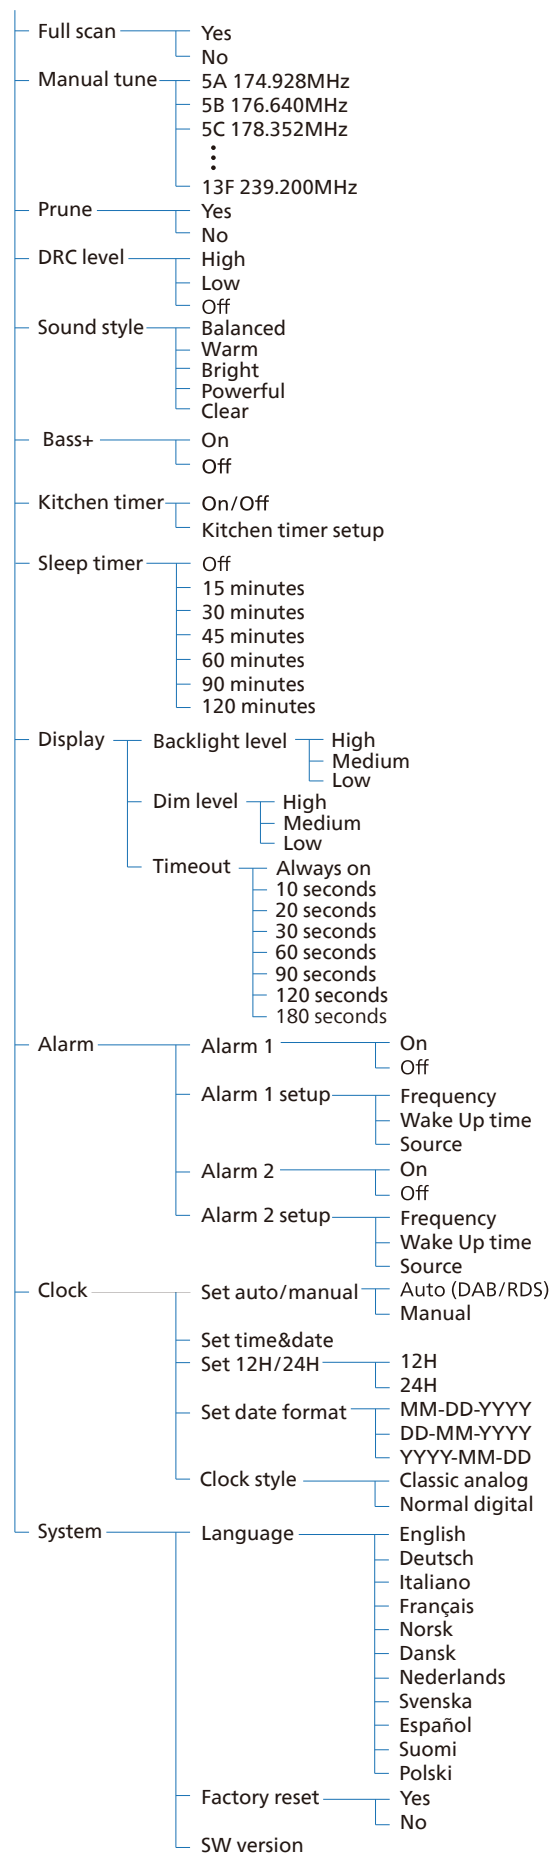 Full scan
Yes
No
Manual tune
5A 174.928MHz
5B 176.640MHz
5C 178.352MHz
13F 239.200MHz
Prune
Yes
No
DRC level
High
Low
Off
Sound style
Balanced
Warm
Bright
Powerful
Clear
Bass+
On
Off
Kitchen timer
On/Off
Kitchen timer setup
Sleep timer
Off
15 minutes
30 minutes
45 minutes
60 minutes
90 minutes
120 minutes
Display
Backlight level
High
Medium
Low
Dim level
High
Medium
Low
Timeout
Always on
10 seconds
20 seconds
30 seconds
60 seconds
90 seconds
120 seconds
180 seconds
Alarm
Alarm 1
On
Off
Alarm 1 setup
Frequency
Wake Up time
Source
Alarm 2
On
Off
Alarm 2 setup
Frequency
Wake Up time
Source
Clock
Set auto/manual
Auto (DAB/RDS)
Manual
Set time&date
Set 12H/24H
12H
24H
Set date format
MM-DD-YYYY
DD-MM-YYYY
YYYY-MM-DD
Clock style
Classic analog
Normal digital
System
Language
English
Deutsch
Italiano
Français
Norsk
Dansk
Nederlands
Svenska
Español
Suomi
Polski
Factory reset
Yes
No
SW version